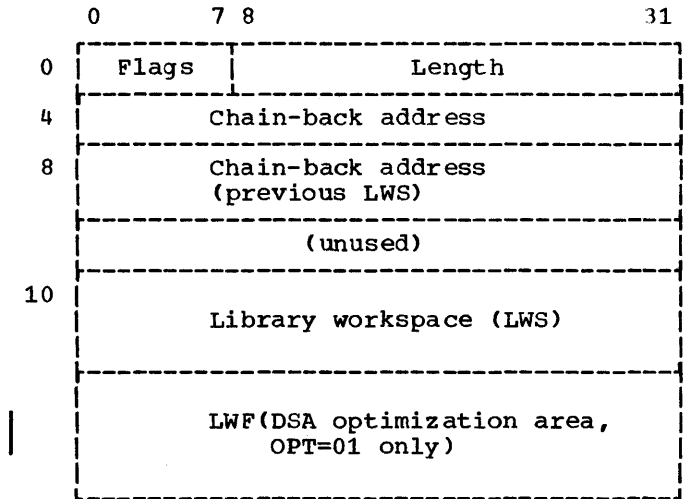 0 7 8 31
0 Flags Length
4 Chain-back address
8 Chain-back address
(previous LWS)
(unused)
10
Library workspace (LWS)
LWF(DSA optimization area,
OPT=01 only)